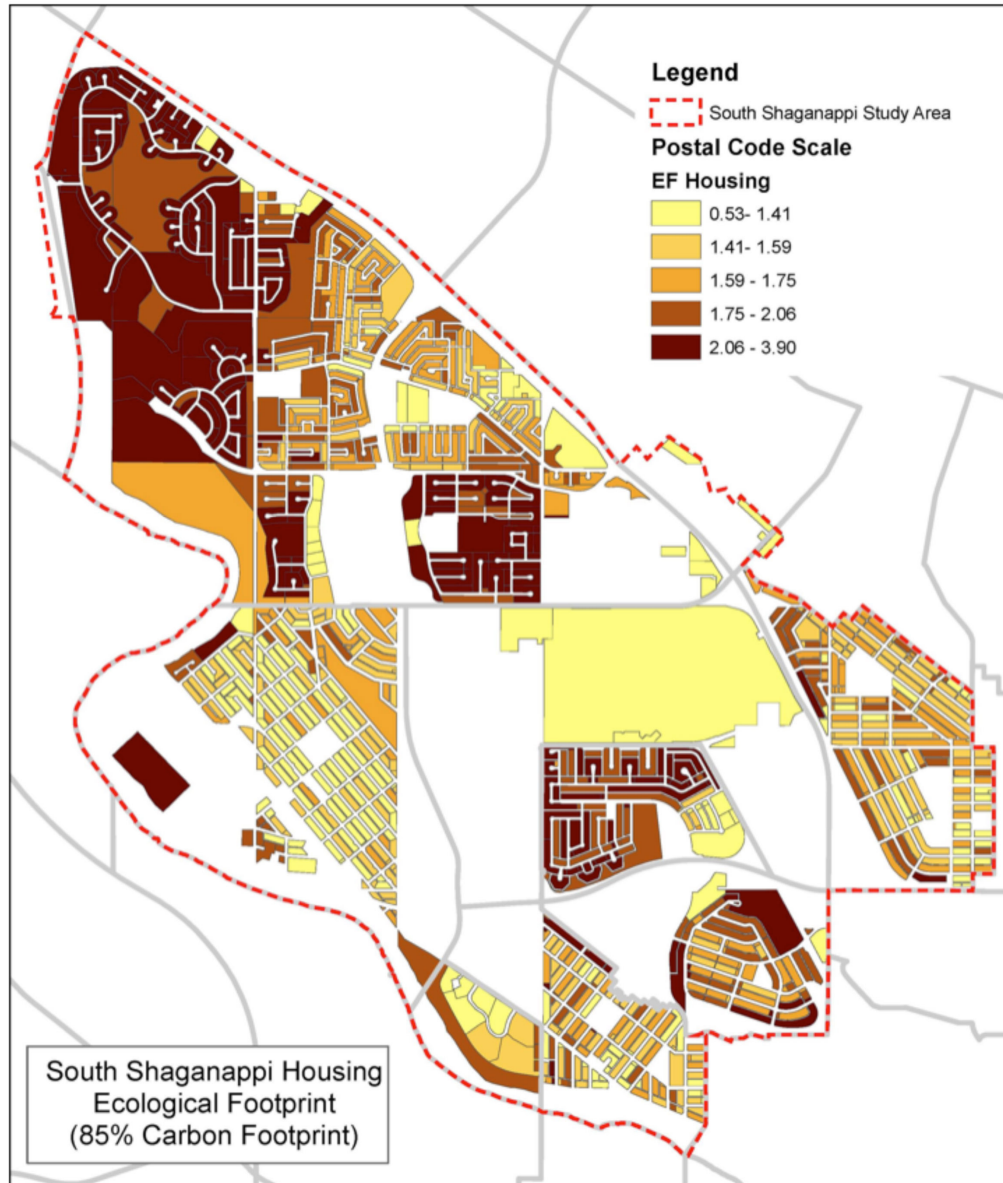 Legend
South Shaganappi Study Area
Postal Code Scale
EF Housing
0.53- 1.41
1.41- 1.59
1.59 - 1.75
1.75 - 2.06
2.06 - 3.90
South Shaganappi Housing
Ecological Footprint
(85% Carbon Footprint)